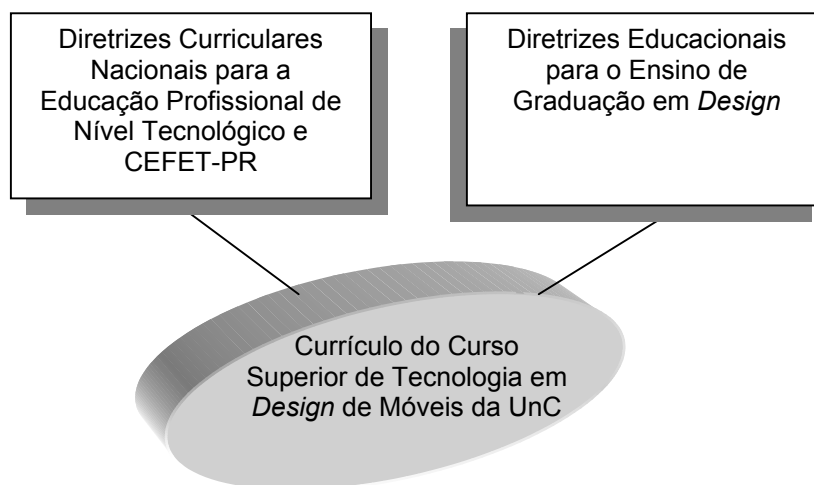 Diretrizes Curriculares
Nacionais para a
Educação Profissional de
Nível Tecnológico e
CEFET-PR
Diretrizes Educacionais
para o Ensino de
Graduação em Design
Currículo do Curso
Superior de Tecnologia em
Design de Móveis da UnC